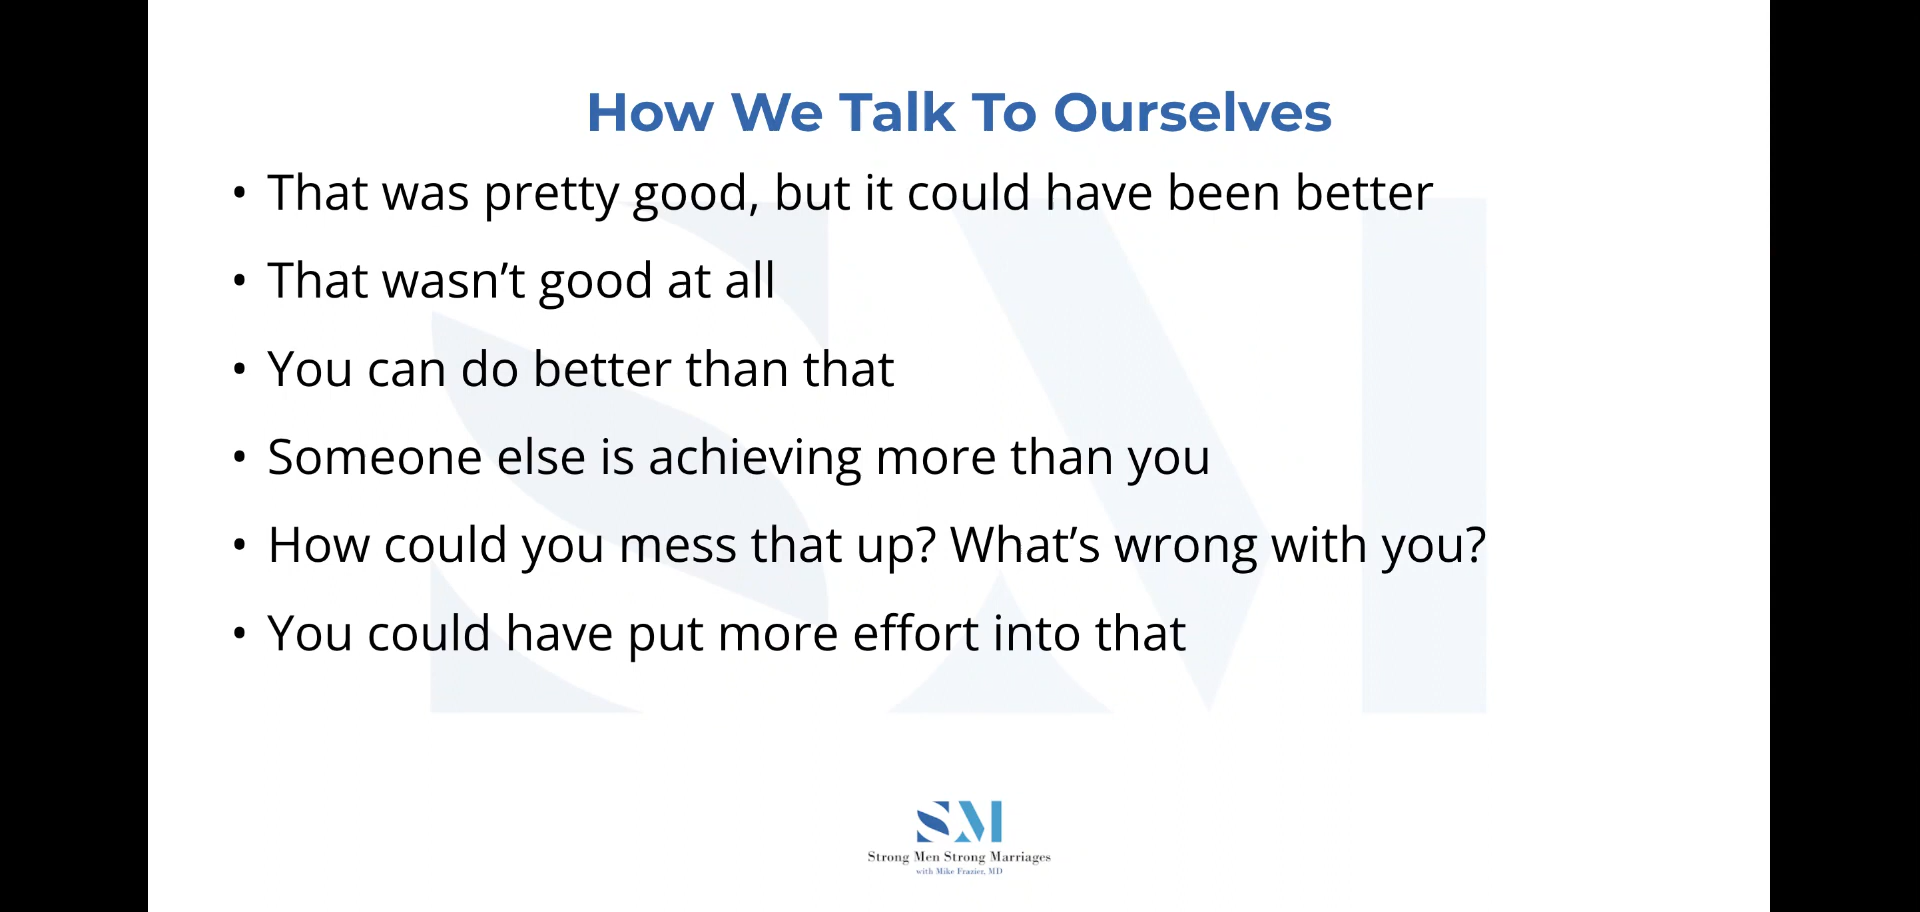 How We Talk To Ourselves
• That was pretty good, but it could have been better
• That wasn’t good at all
• You can do better than that
• Someone else is achieving more than you
• How could you mess that up? What’s wrong with you?
• You could have put more effort into that
SM
Strong Men Strong Marriages
with Mike Frazier, MD